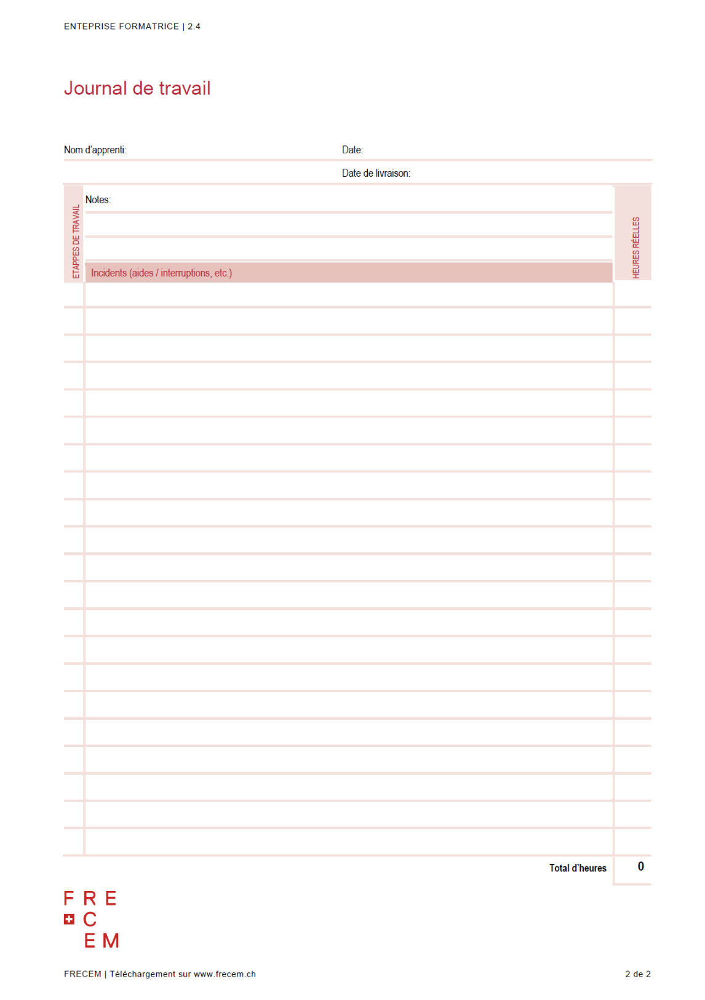 ENTEPRISE FORMATRICE | 2.4
Journal de travail
Nom d'apprenti:
Date:
Date de livraison:
ETAPPES DE TRAVAIL
Notes:
HEURES RÉELLES
Incidents (aides / interruptions, etc.)
Total d'heures
0
FRE
C
EM
FRECEM | Téléchargement sur www.frecem.ch
2 de 2